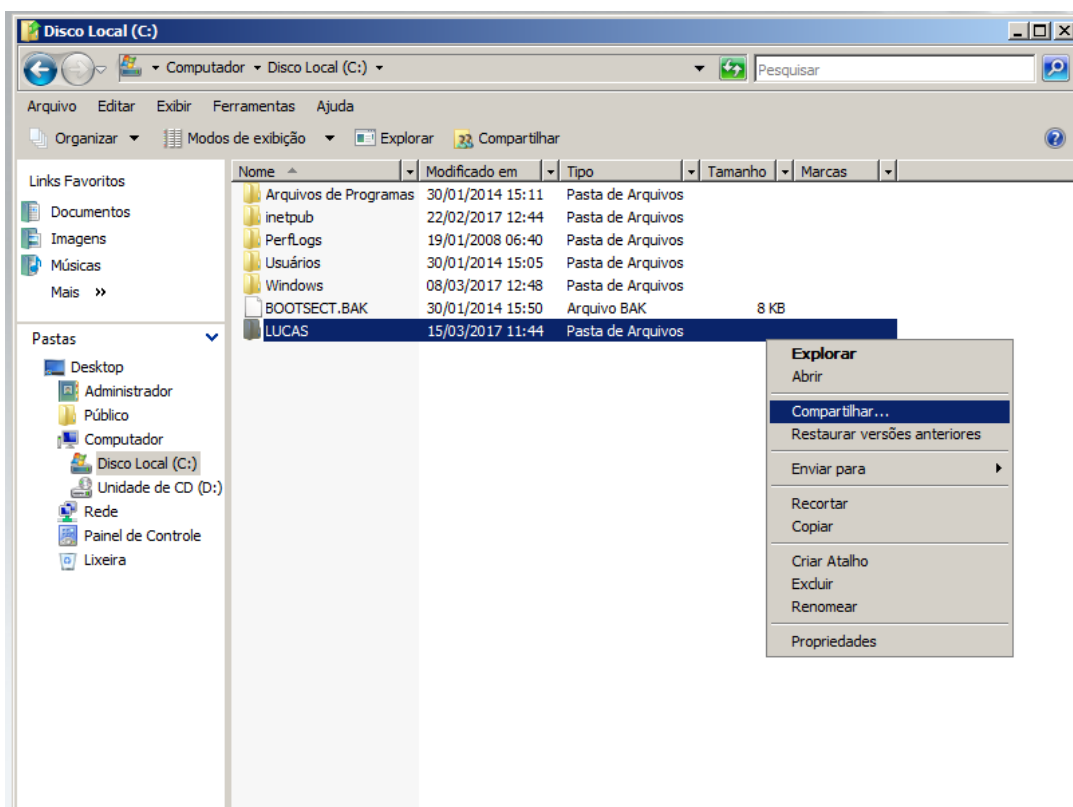 Disco Local (C:)
Computador Disco Local (C:) Pesquisar
Arquivo Editar Exibir Ferramentas Ajuda
Organizar Modos de exibição Explorar Compartilhar
Links Favoritos
Documentos
Imagens
Músicas
Mais »
Pastas
Desktop
Administrador
Público
Computador
Disco Local (C:)
Unidade de CD (D:)
Rede
Painel de Controle
Lixeira
Nome Modificado em Tipo Tamanho Marcas
Arquivos de Programas 30/01/2014 15:11 Pasta de Arquivos
inetpub 22/02/2017 12:44 Pasta de Arquivos
PerfLogs 19/01/2008 06:40 Pasta de Arquivos
Usuários 30/01/2014 15:05 Pasta de Arquivos
Windows 08/03/2017 12:48 Pasta de Arquivos
BOOTSECT.BAK 30/01/2014 15:50 Arquivo BAK 8 KB
LUCAS 15/03/2017 11:44 Pasta de Arquivos
Explorar
Abrir
Compartilhar...
Restaurar versões anteriores
Enviar para
Recortar
Copiar
Criar Atalho
Excluir
Renomear
Propriedades